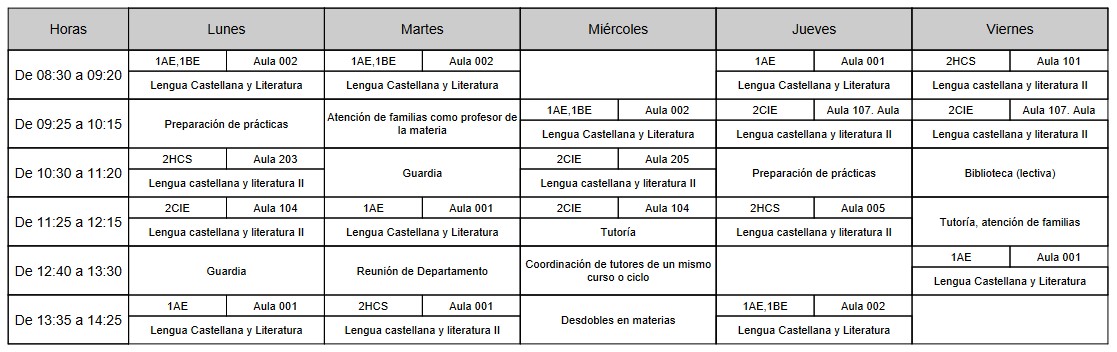 Horas Lunes Martes Miércoles Jueves Viernes
De 08:30 a 09:20
1AE,1BE Aula 002 1AE,1BE Aula 002 1AE Aula 001 2HCS Aula 101
Lengua Castellana y Literatura Lengua Castellana y Literatura Lengua Castellana y Literatura Lengua castellana y literatura II
De 09:25 a 10:15
Preparación de prácticas
Atención de familias como profesor de
la materia
1AE,1BE Aula 002 2CIE Aula 107. Aula 2CIE Aula 107. Aula
Lengua Castellana y Literatura Lengua castellana y literatura II Lengua castellana y literatura II
De 10:30 a 11:20
2HCS Aula 203
Lengua castellana y literatura II
Guardia
2CIE Aula 205
Lengua castellana y literatura II
Preparación de prácticas
Biblioteca (lectiva)
De 11:25 a 12:15
2CIE Aula 104 1AE Aula 001 2CIE Aula 104 2HCS Aula 005
Lengua castellana y literatura II Lengua Castellana y Literatura Tutoría Lengua castellana y literatura II
Tutoría, atención de familias
De 12:40 a 13:30
Guardia
Reunión de Departamento
Coordinación de tutores de un mismo
curso o ciclo
1AE Aula 001
Lengua Castellana y Literatura
De 13:35 a 14:25
1AE Aula 001 2HCS Aula 001
Lengua Castellana y Literatura Lengua castellana y literatura II
Desdobles en materias
1AE,1BE Aula 002
Lengua Castellana y Literatura